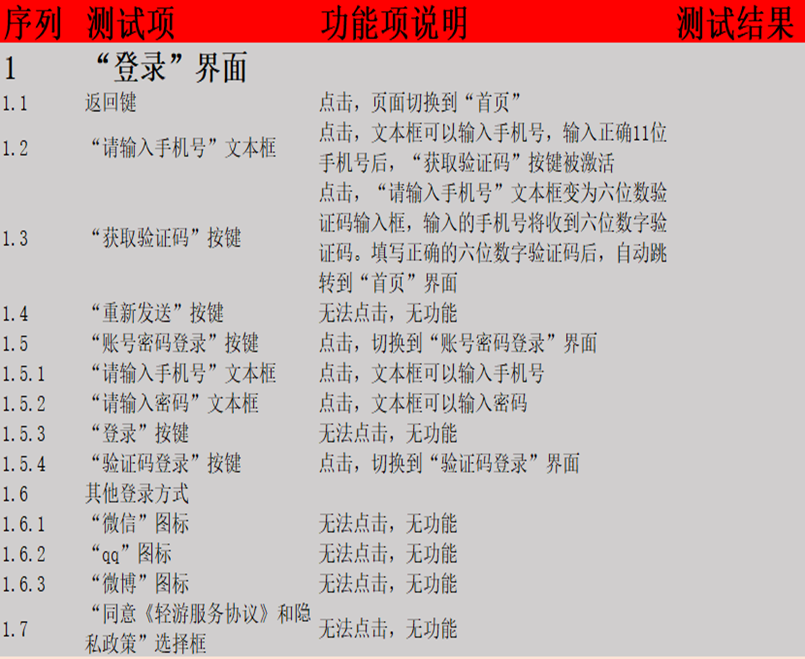 序列 测试项 功能项说明 测试结果
1 “登录”界面
1.1 返回键 点击，页面切换到“首页”
1.2 “请输入手机号”文本框 点击，文本框可以输入手机号，输入正确11位
手机号后，“获取验证码”按键被激活
1.3 “获取验证码”按键 点击，“请输入手机号”文本框变为六位数验
证码输入框，输入的手机号将收到六位数字验
证码。填写正确的六位数字验证码后，自动跳
转到“首页”界面
1.4 “重新发送”按键 无法点击，无功能
1.5 “账号密码登录”按键 点击，切换到“账号密码登录”界面
1.5.1 “请输入手机号”文本框 点击，文本框可以输入手机号
1.5.2 “请输入密码”文本框 点击，文本框可以输入密码
1.5.3 “登录”按键 无法点击，无功能
1.5.4 “验证码登录”按键 点击，切换到“验证码登录”界面
1.6 其他登录方式
1.6.1 “微信”图标 无法点击，无功能
1.6.2 “qq”图标 无法点击，无功能
1.6.3 “微博”图标 无法点击，无功能
1.7 “同意《轻游服务协议》和隐 无法点击，无功能
私政策”选择框